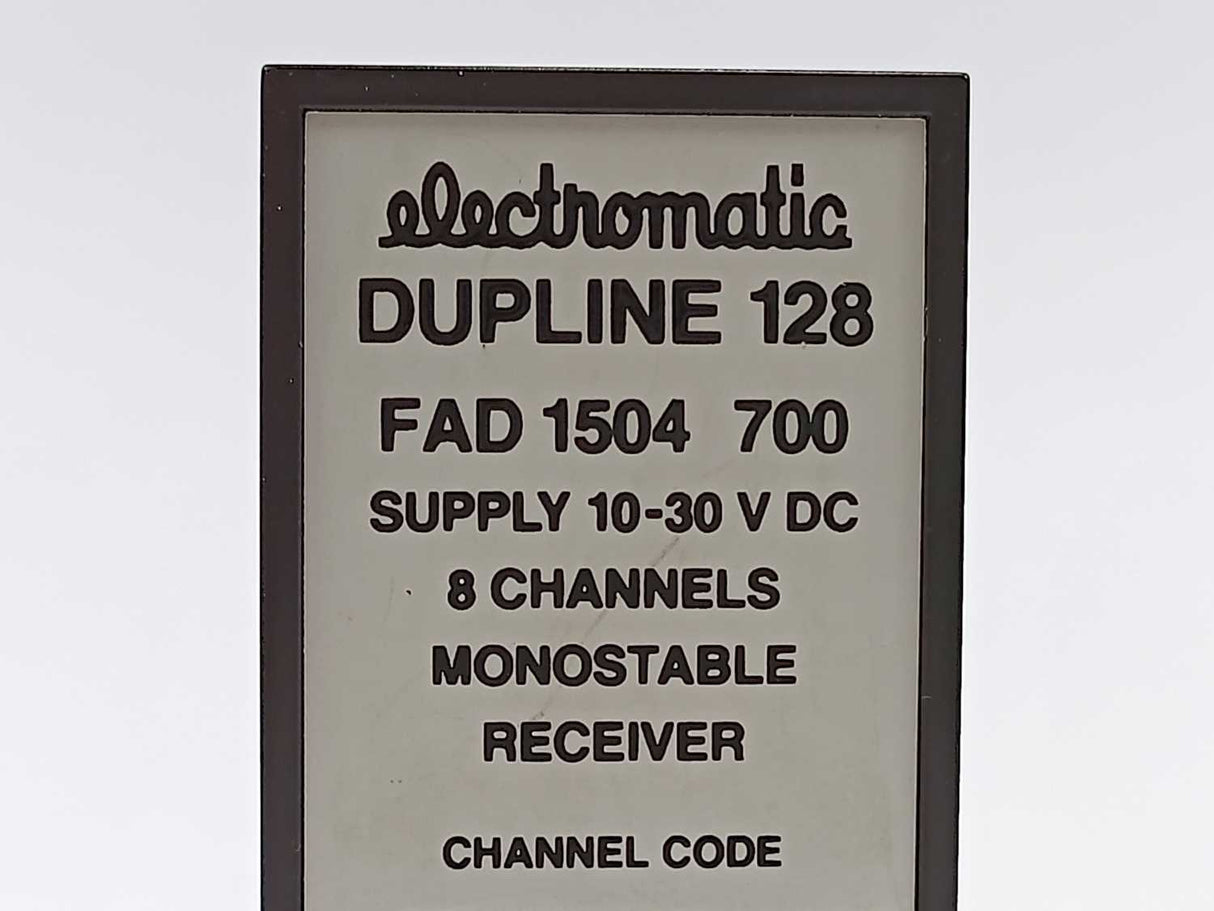 electromatic
DUPLINE 128
FAD 1504 700
SUPPLY 10-30 V DC
8 CHANNELS
MONOSTABLE
RECEIVER
CHANNEL CODE